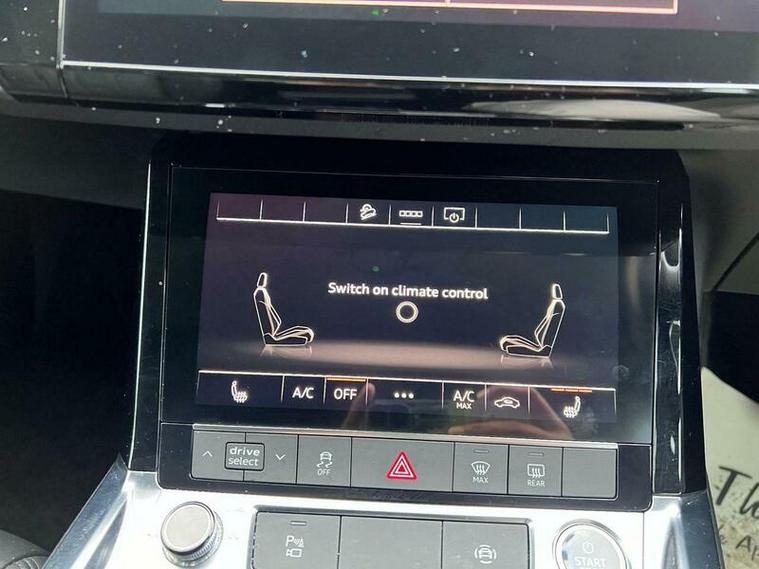 Switch on climate control
A/C
OFF
A/C
MAX
drive
select
OFF
MAX
REAR
P
START